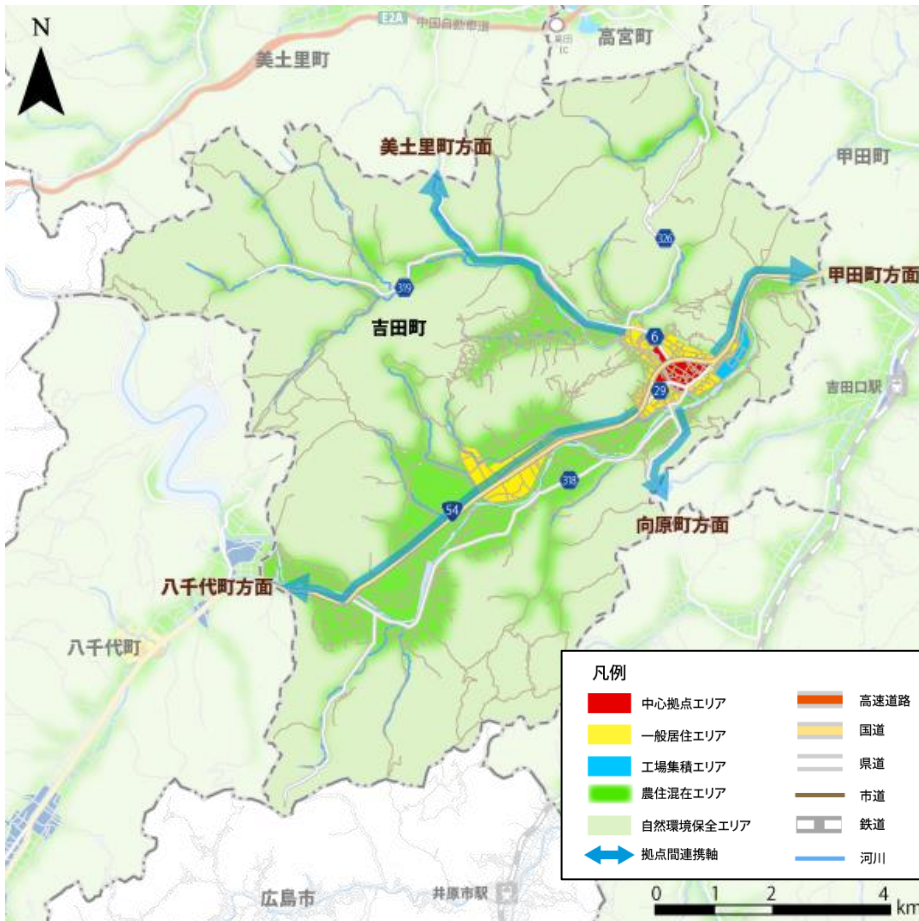 N
E2A
中国自動車道
高田
IC
高宮町
美土里町
美土里町方面
甲田町
326
甲田町方面
319
吉田町
6
29
吉田口駅
318
54
向原町方面
八千代町方面
八千代町
凡例
中心拠点エリア
一般居住エリア
工場集積エリア
農住混在エリア
自然環境保全エリア
拠点間連携軸
高速道路
国道
県道
市道
鉄道
河川
広島市
井原市駅
0 1 2 4
km